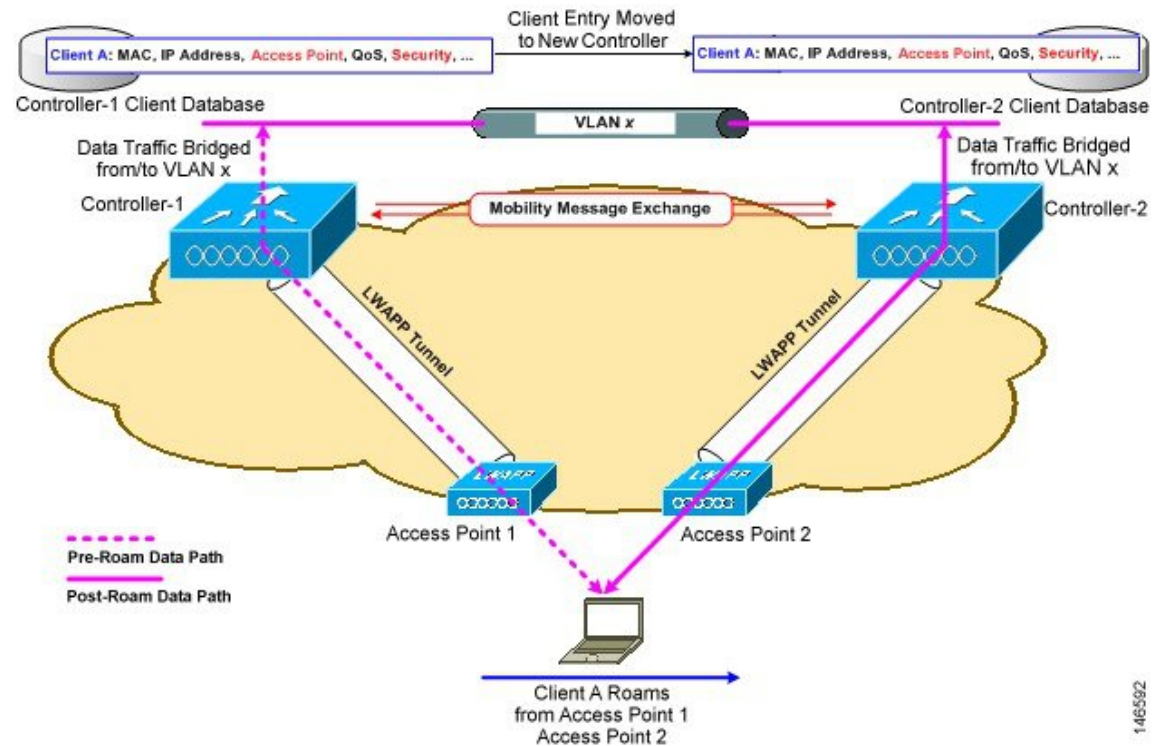 Client Entry Moved
to New Controller
Client A: MAC, IP Address, Access Point, QoS, Security, ...
Client A: MAC, IP Address, Access Point, QoS, Security, ...
Controller-1 Client Database
Controller-2 Client Database
VLAN x
Data Traffic Bridged
from/to VLAN x
Data Traffic Bridged
from/to VLAN x
Controller-1
Mobility Message Exchange
Controller-2
LWAPP Tunnel
LWAPP Tunnel
LWAPP
LWAPP
Access Point 1
Access Point 2
Pre-Roam Data Path
Post-Roam Data Path
Client A Roams
from Access Point 1
Access Point 2
146592